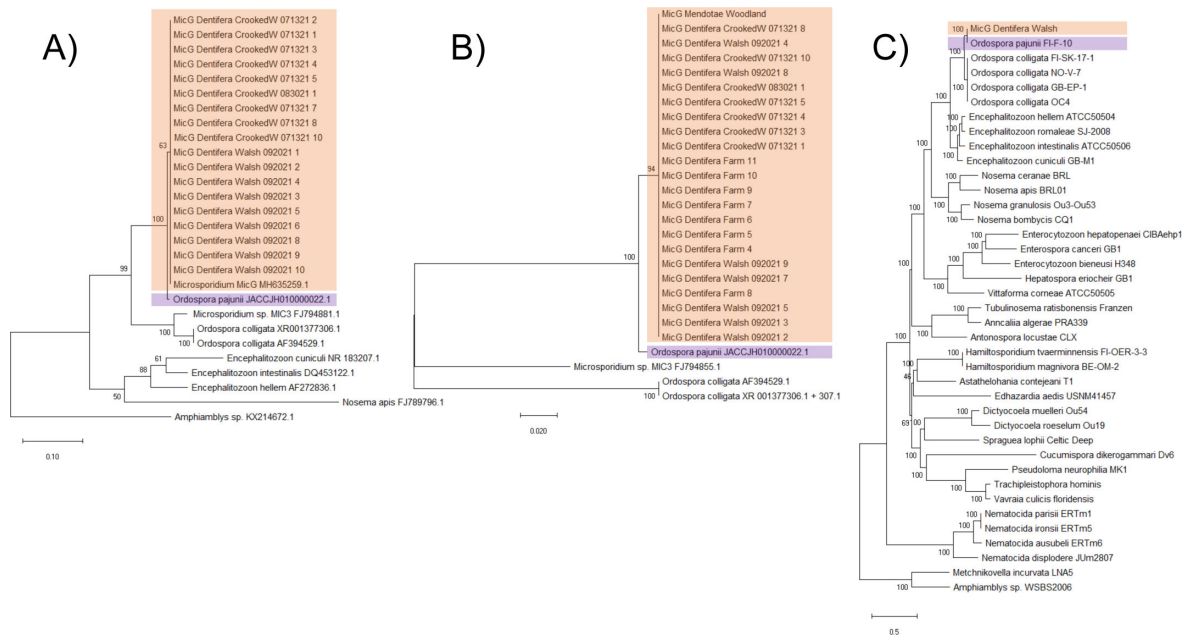 A)
MicG Dentifera CrookedW 071321 2
MicG Dentifera CrookedW 071321 1
MicG Dentifera CrookedW 071321 3
MicG Dentifera CrookedW 071321 4
MicG Dentifera CrookedW 071321 5
MicG Dentifera CrookedW 083021 1
MicG Dentifera CrookedW 071321 7
MicG Dentifera CrookedW 071321 8
MicG Dentifera CrookedW 071321 10
63
MicG Dentifera Walsh 092021 1
MicG Dentifera Walsh 092021 2
MicG Dentifera Walsh 092021 4
MicG Dentifera Walsh 092021 3
MicG Dentifera Walsh 092021 5
100
MicG Dentifera Walsh 092021 6
MicG Dentifera Walsh 092021 8
MicG Dentifera Walsh 092021 9
MicG Dentifera Walsh 092021 10
99
Microsporidium MicG MH635259.1
Ordospora pajunii JACCJH010000022.1
Microsporidium sp. MIC3 FJ794881.1
Ordospora colligata XR001377306.1
100
100
Ordospora colligata AF394529.1
Encephalitozoon cuniculi NR 183207.1
61
Encephalitozoon intestinalis DQ453122.1
88
Encephalitozoon hellem AF272836.1
50
Nosema apis FJ789796.1
Amphiamblys sp. KX214672.1
0.10
B)
MicG Mendotae Woodland
MicG Dentifera CrookedW 071321 8
MicG Dentifera Walsh 092021 4
MicG Dentifera CrookedW 071321 10
MicG Dentifera Walsh 092021 8
MicG Dentifera CrookedW 083021 1
MicG Dentifera CrookedW 071321 5
MicG Dentifera CrookedW 071321 4
MicG Dentifera CrookedW 071321 3
MicG Dentifera CrookedW 071321 1
MicG Dentifera Farm 11
94
MicG Dentifera Farm 10
MicG Dentifera Farm 9
MicG Dentifera Farm 7
MicG Dentifera Farm 6
MicG Dentifera Farm 5
MicG Dentifera Farm 4
100
MicG Dentifera Walsh 092021 9
MicG Dentifera Walsh 092021 7
MicG Dentifera Farm 8
MicG Dentifera Walsh 092021 5
MicG Dentifera Walsh 092021 3
MicG Dentifera Walsh 092021 2
Ordospora pajunii JACCJH010000022.1
Microsporidium sp. MIC3 FJ794855.1
Ordospora colligata AF394529.1
100
Ordospora colligata XR 001377306.1 + 307.1
0.020
C)
MicG Dentifera Walsh
100
Ordospora pajunii FI-F-10
Ordospora colligata FI-SK-17-1
100
Ordospora colligata NO-V-7
100
Ordospora colligata GB-EP-1
Ordospora colligata OC4
100
Encephalitozoon hellem ATCC50504
100
Encephalitozoon romaleae SJ-2008
100
Encephalitozoon intestinalis ATCC50506
100
Encephalitozoon cuniculi GB-M1
100
Nosema ceranae BRL
100
100
Nosema apis BRL01
Nosema granulosis Ou3-Ou53
100
100
Nosema bombycis CQ1
Enterocytozoon hepatopenaei CIBAehp1
100
100
Enterospora canceri GB1
100
Enterocytozoon bieneusi H348
100
Hepatospora eriocheir GB1
100
Vittaforma corneae ATCC50505
Tubulinosema ratisbonensis Franzen
100
Anncaliia algerae PRA339
100
Antonospora locustae CLX
100
Hamiltosporidium tvaerminnensis FI-OER-3-3
100
Hamiltosporidium magnivora BE-OM-2
100
Astathelohania contejeani T1
46
Edhazardia aedis USNM41457
Dictyocoela muelleri Ou54
100
100
Dictyocoela roeselum Ou19
69
100
Spraguea lophii Celtic Deep
Cucumispora dikerogammari Dv6
100
Pseudoloma neurophilia MK1
100
Trachipleistophora hominis
100
Vavraia culicis floridensis
100
Nematocida parisii ERTm1
100
Nematocida ironsii ERTm5
100
Nematocida ausubeli ERTm6
100
Nematocida displodere JUm2807
Metchnikovella incurvata LNA5
100
Amphiamblys sp. WSBS2006
0.5